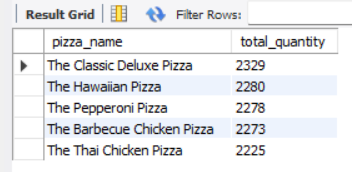 Result Grid Filter Rows:
pizza_name total_quantity
The Classic Deluxe Pizza 2329
The Hawaiian Pizza 2280
The Pepperoni Pizza 2278
The Barbecue Chicken Pizza 2273
The Thai Chicken Pizza 2225